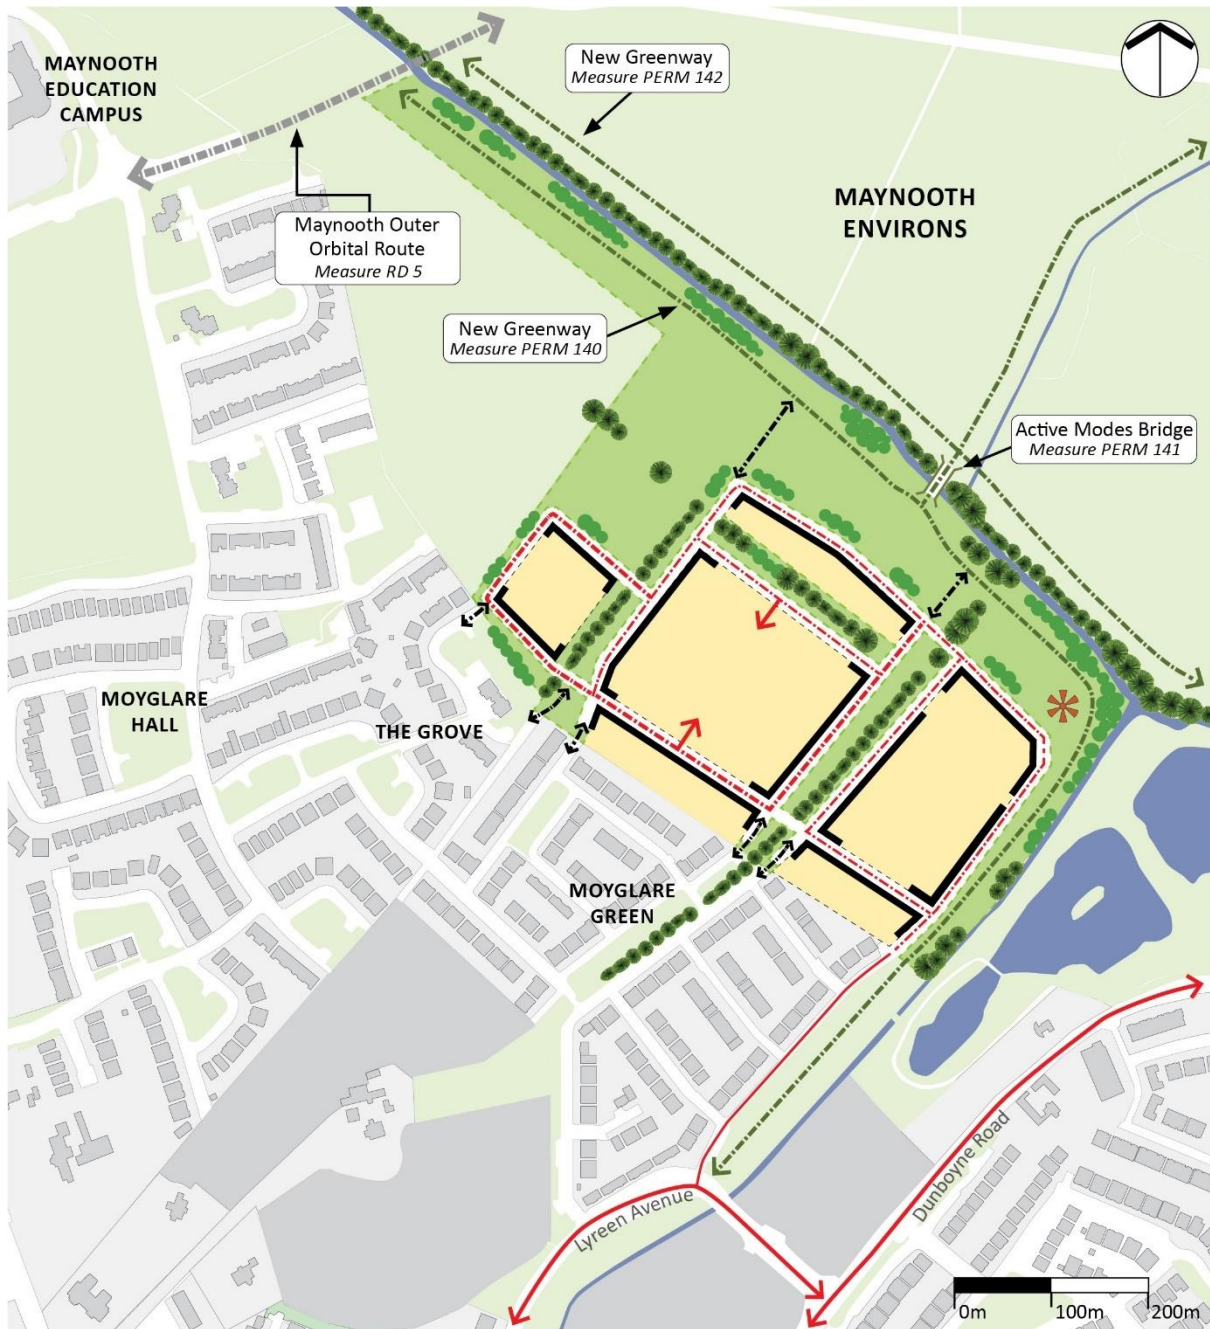 MAYNOOTH
EDUCATION
CAMPUS
New Greenway
Measure PERM 142
MAYNOOTH
ENVIRONS
Maynooth Outer
Orbital Route
Measure RD 5
New Greenway
Measure PERM 140
Active Modes Bridge
Measure PERM 141
MOYGLARE
HALL
THE GROVE
MOYGLARE
GREEN
Lyreen Avenue
Dunboyne Road
0m
100m
200m